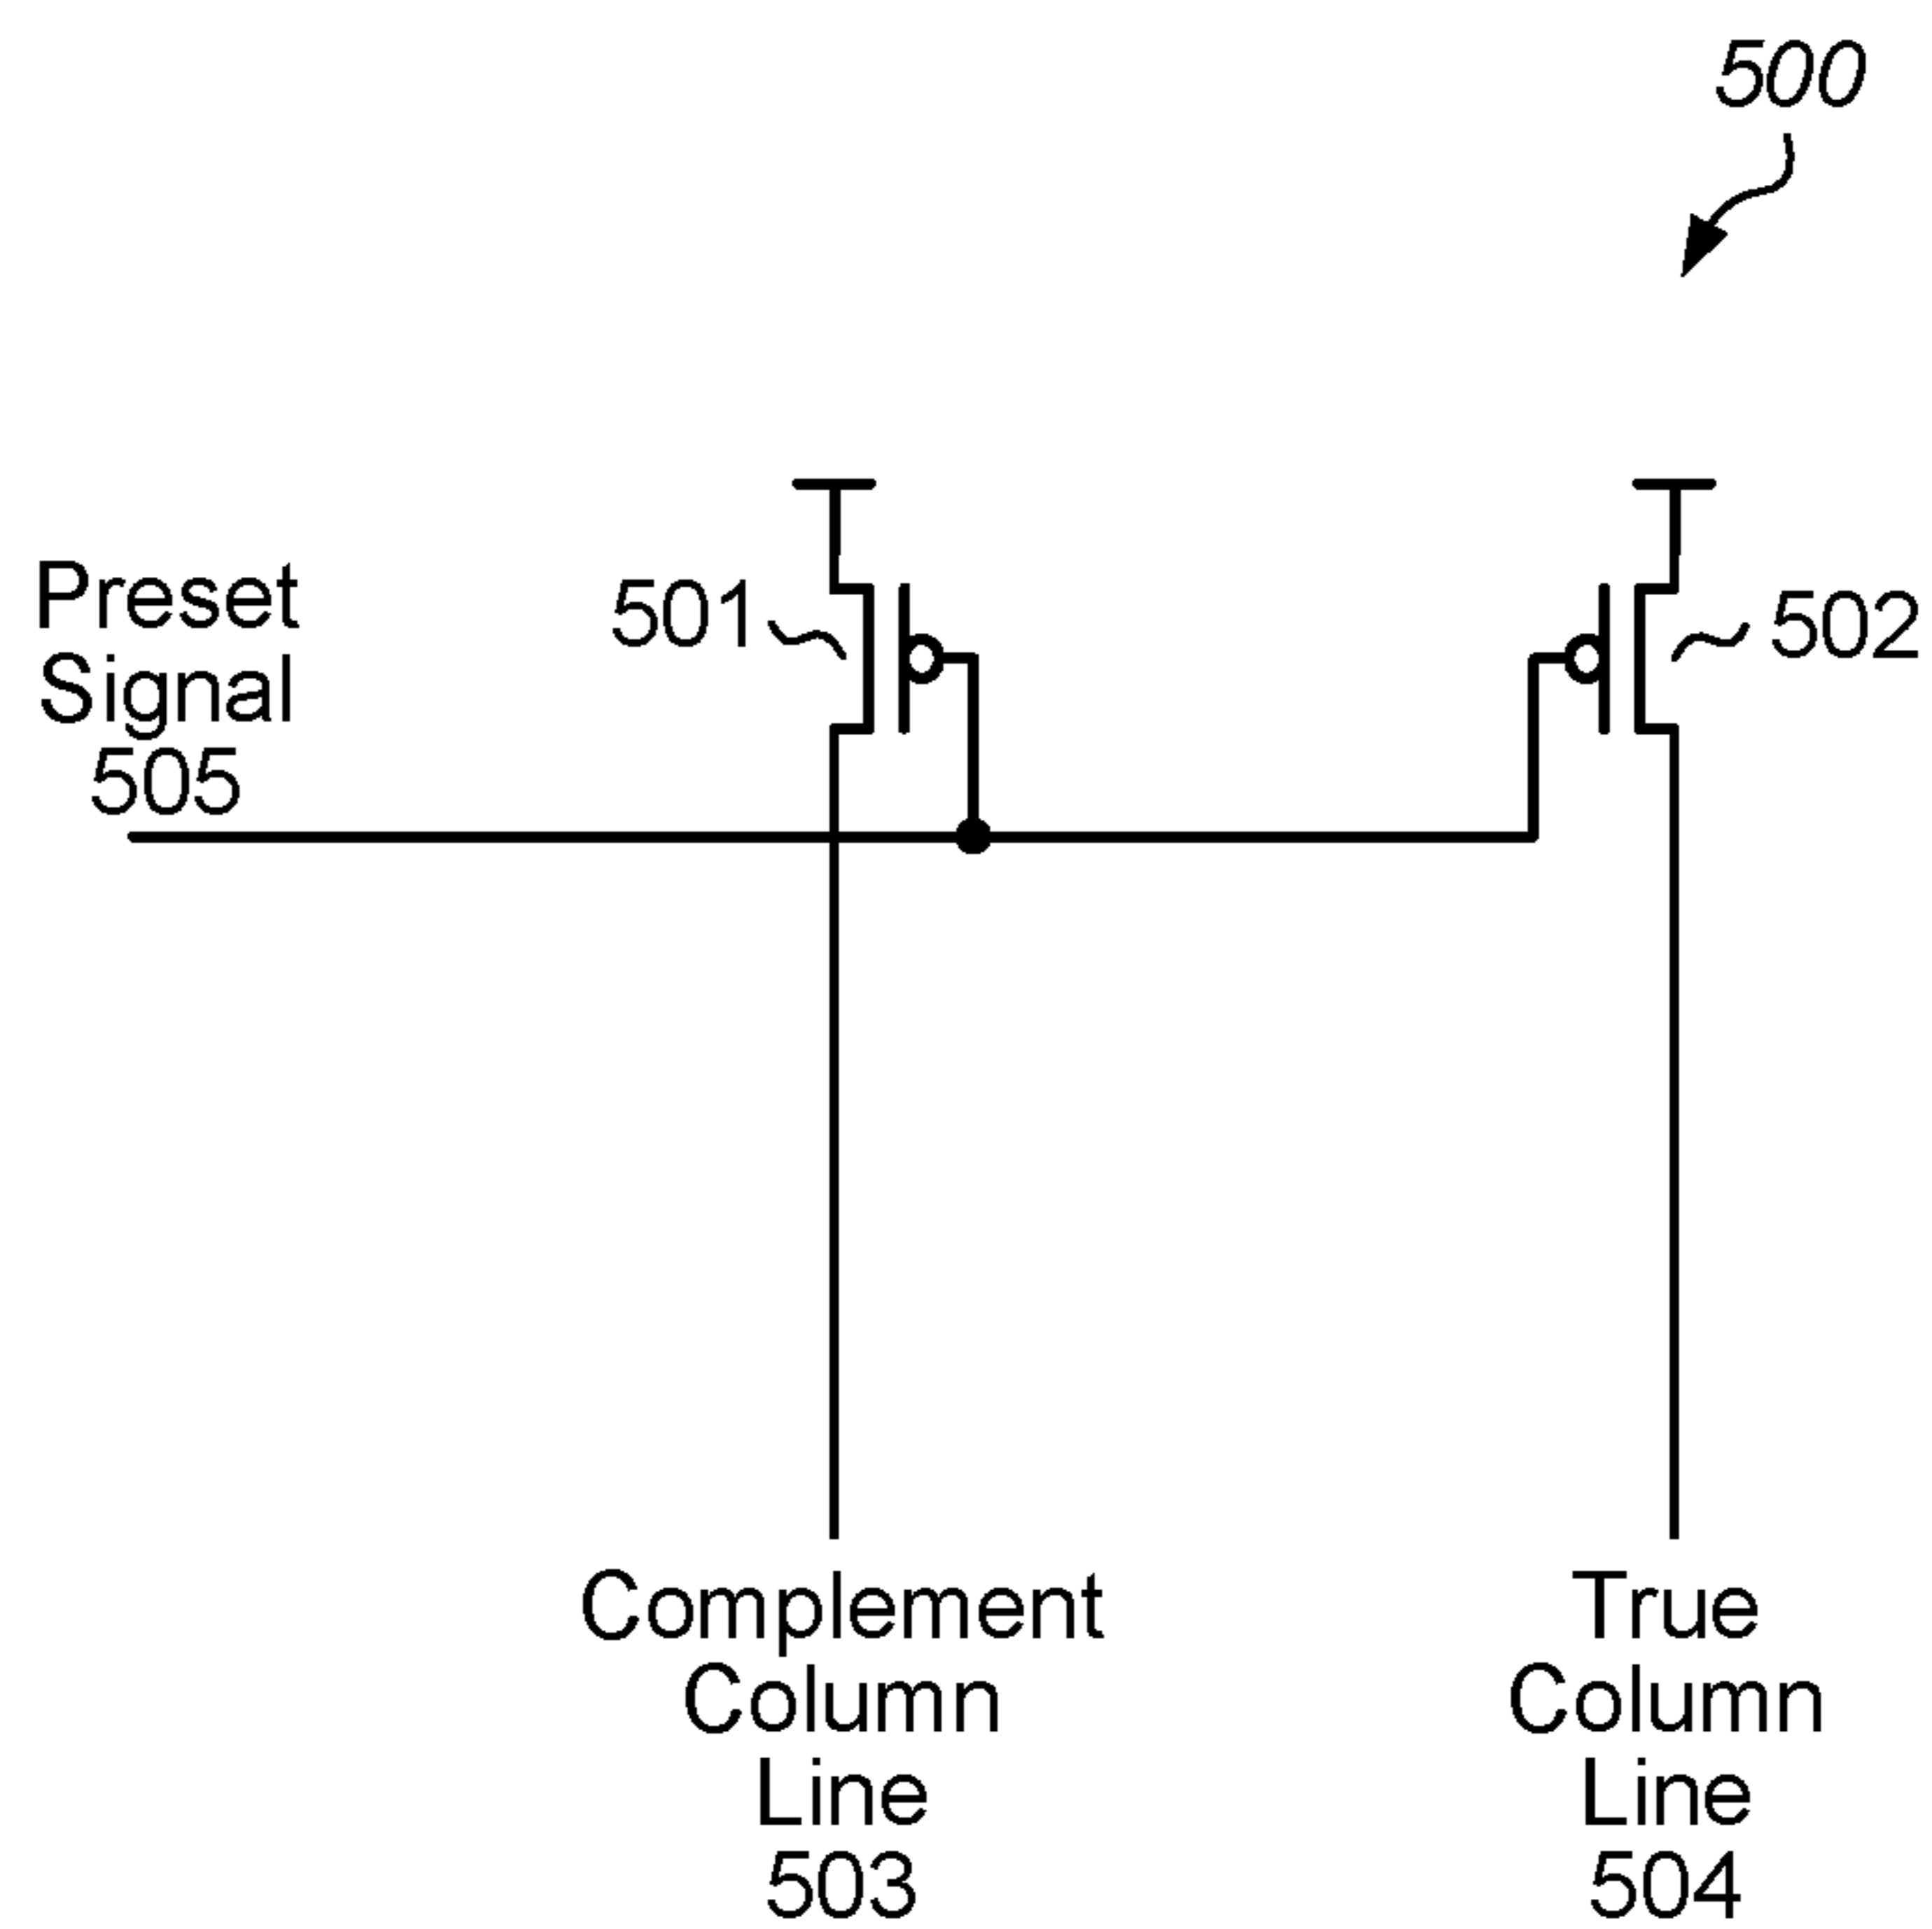 500
Preset
Signal
505
501
502
Complement
Column
Line
503
True
Column
Line
504